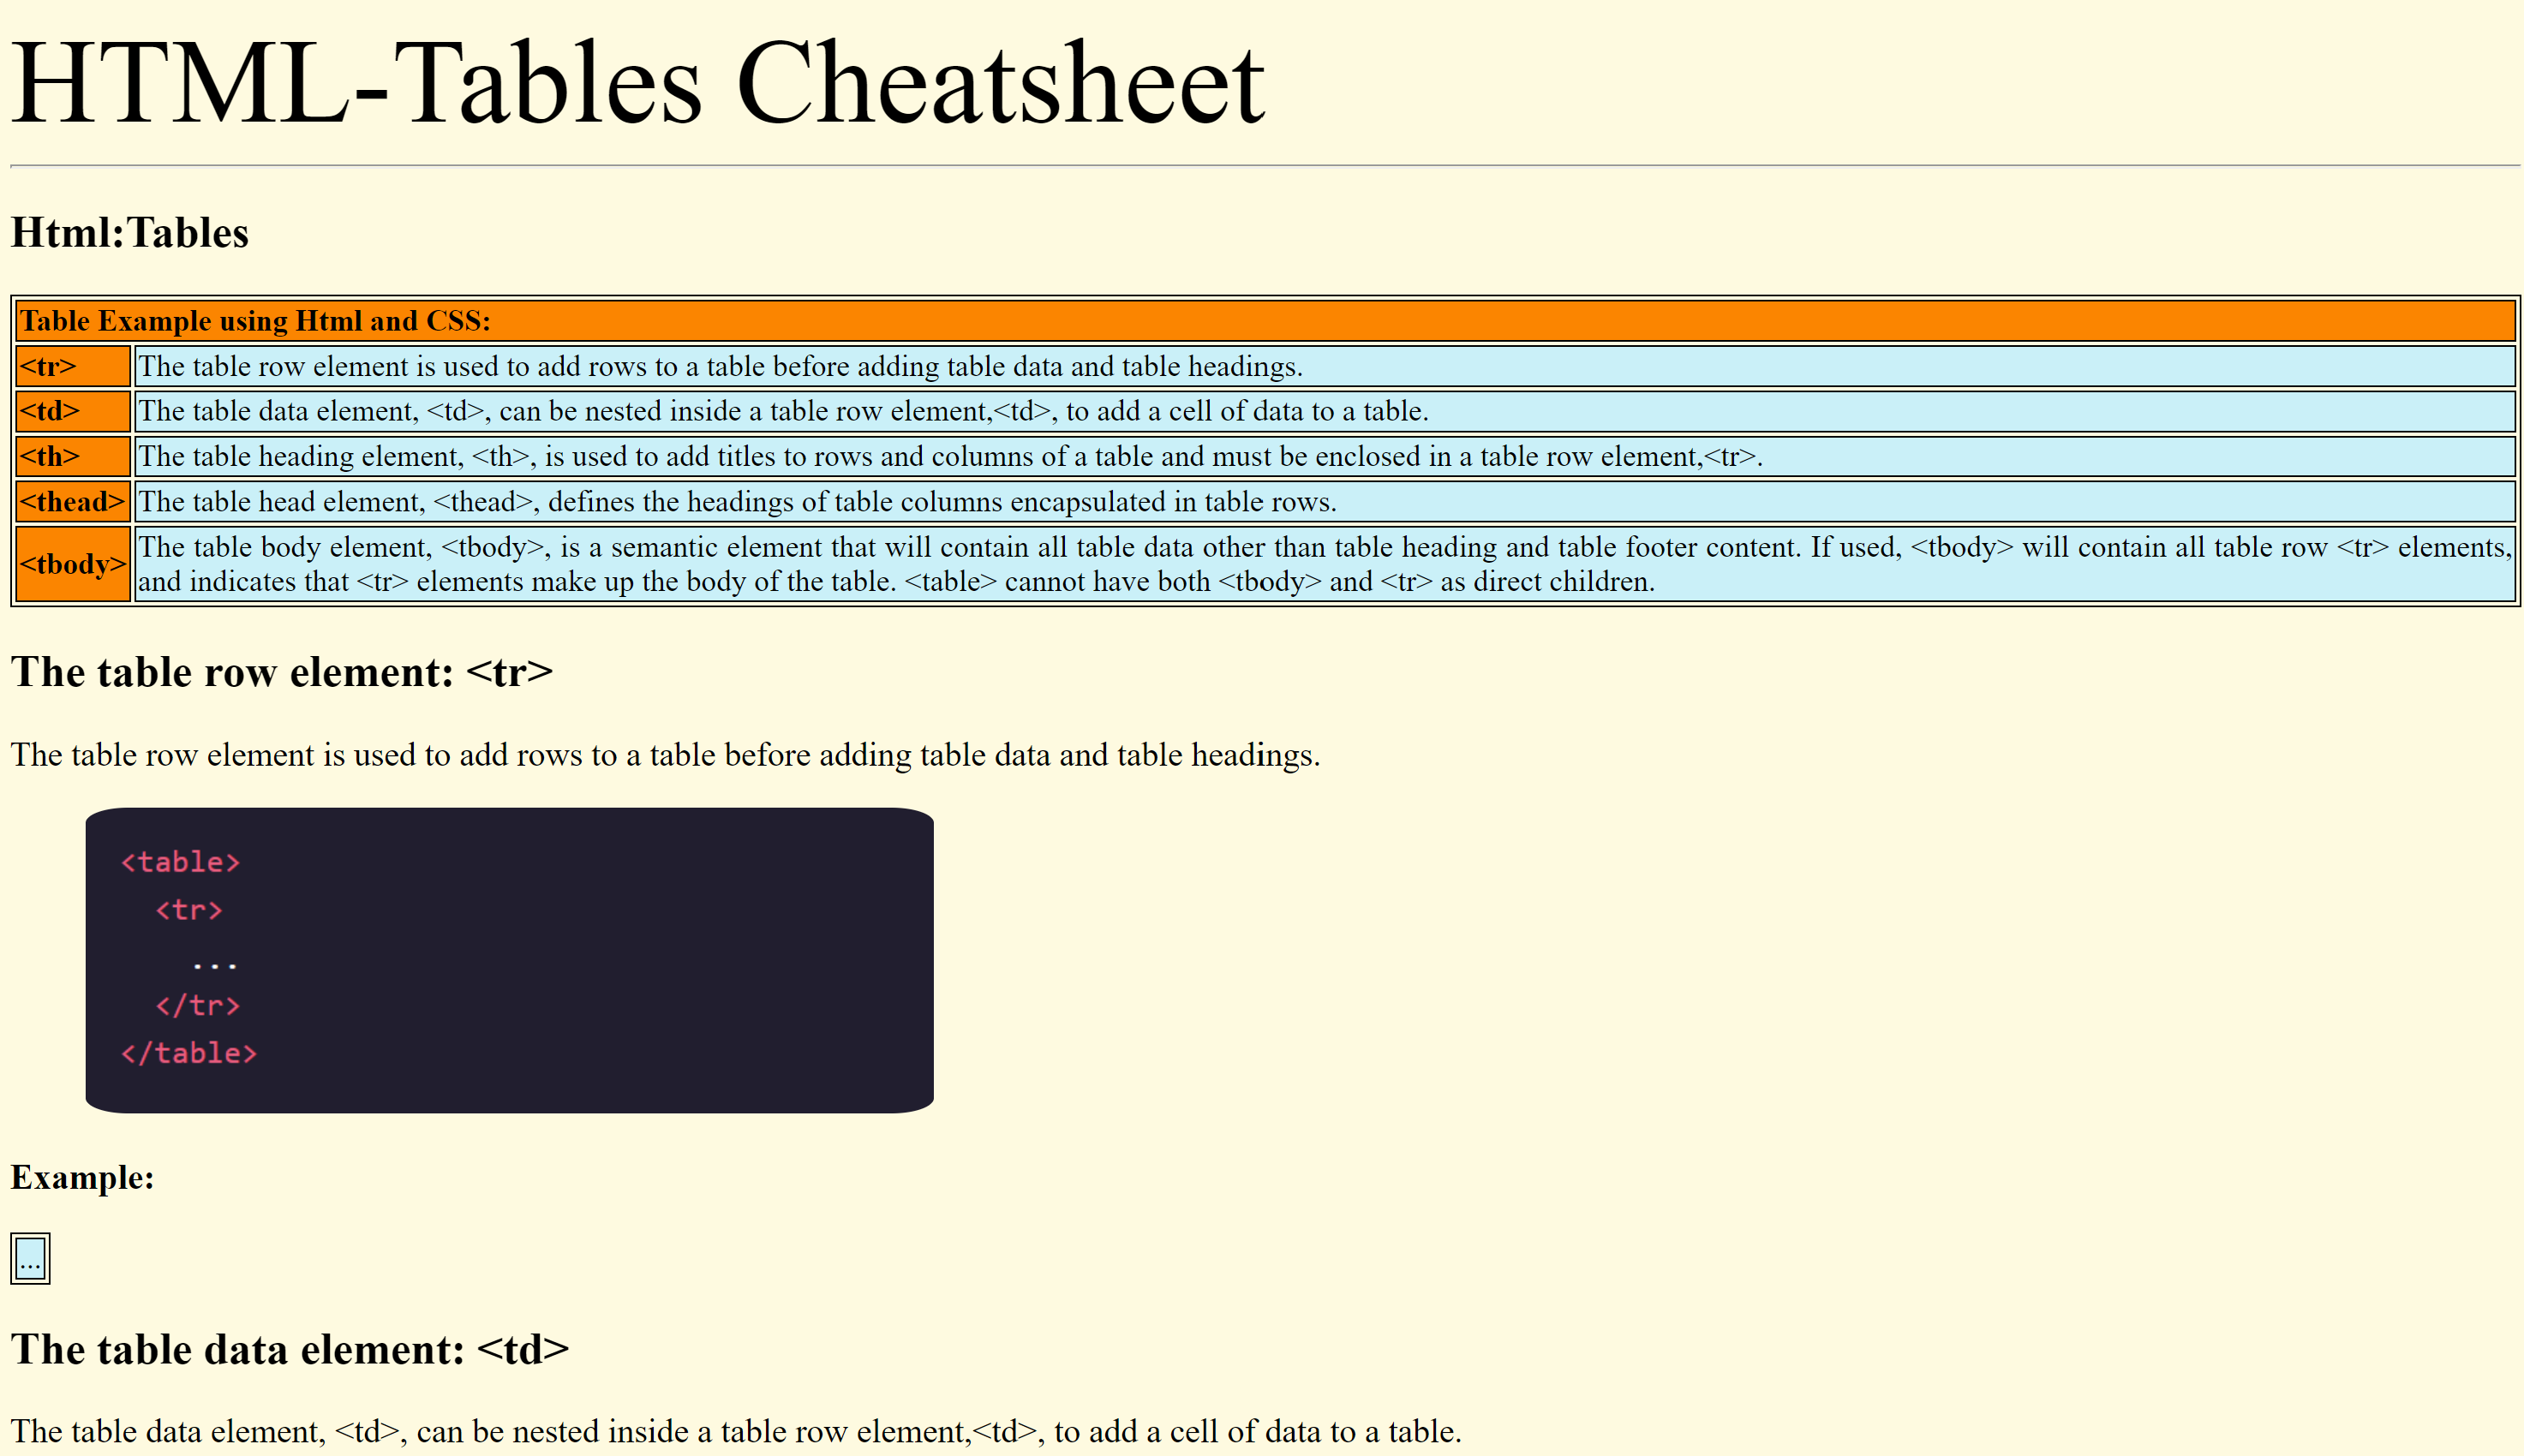 HTML-Tables Cheatsheet
Html:Tables
Table Example using Html and CSS:
<tr> The table row element is used to add rows to a table before adding table data and table headings.
<td> The table data element, <td>, can be nested inside a table row element,<td>, to add a cell of data to a table.
<th> The table heading element, <th>, is used to add titles to rows and columns of a table and must be enclosed in a table row element,<tr>.
<thead> The table head element, <thead>, defines the headings of table columns encapsulated in table rows.
<tbody> The table body element, <tbody>, is a semantic element that will contain all table data other than table heading and table footer content. If used, <tbody> will contain all table row <tr> elements,
and indicates that <tr> elements make up the body of the table. <table> cannot have both <tbody> and <tr> as direct children.
The table row element: <tr>
The table row element is used to add rows to a table before adding table data and table headings.
<table>
<tr>
...
</tr>
</table>
Example:
...
The table data element: <td>
The table data element, <td>, can be nested inside a table row element,<td>, to add a cell of data to a table.